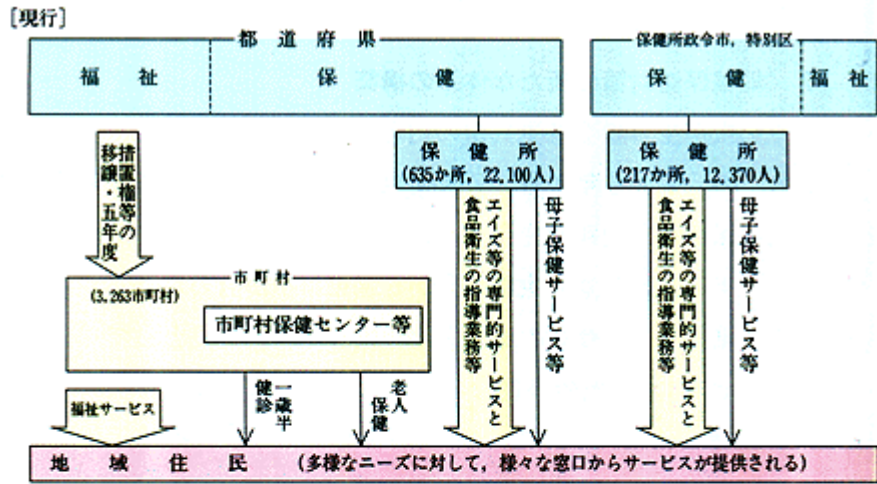 [現行]
都道府県
福祉
保健
保健所政令市，特別区
保健
福祉
措置権等の
移譲・五年度
保健所
(635か所，22,100人)
保健所
(217か所，12,370人)
市町村
(3,263市町村)
市町村保健センター等
エイズ等の専門的サービスと
食品衛生の指導業務等
母子保健サービス等
エイズ等の専門的サービスと
食品衛生の指導業務等
母子保健サービス等
福祉サービス
一歳半
健診
老人
保健
地域住民 (多様なニーズに対して，様々な窓口からサービスが提供される)